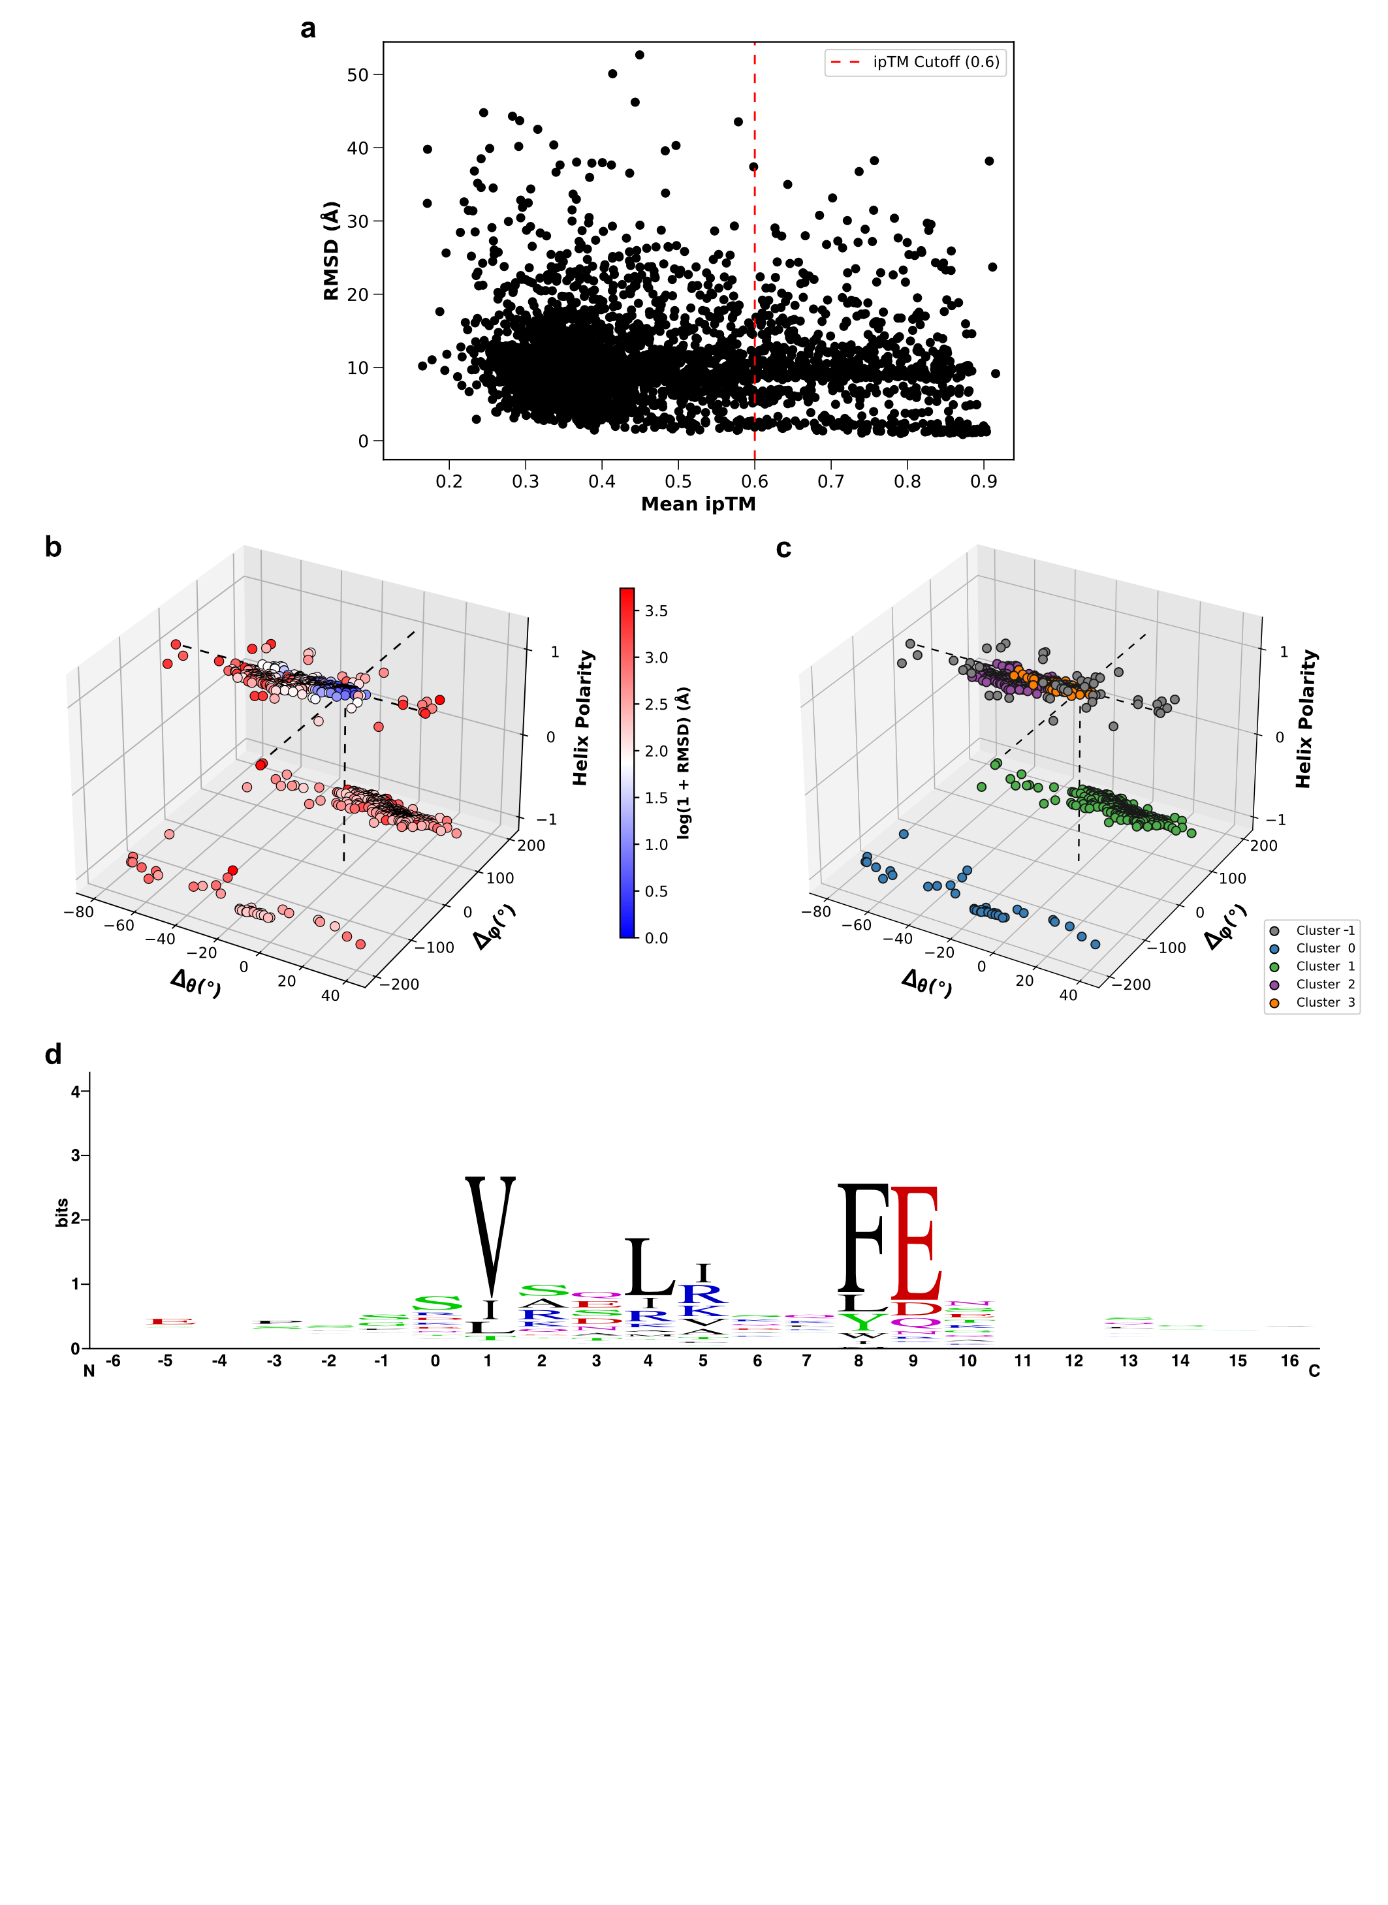 a
ipTM Cutoff (0.6)
RMSD (Å)
50
40
30
20
10
0
0.2 0.3 0.4 0.5 0.6 0.7 0.8 0.9
Mean ipTM
b
1
0
−1
Helix Polarity
200
100
0
−100
−200
Δφ(°)
−80 −60 −40 −20 0 20 40
Δθ(°)
3.5
3.0
2.5
2.0
1.5
1.0
0.5
0.0
log(1 + RMSD) (Å)
c
1
0
−1
Helix Polarity
200
100
0
−100
−200
Δφ(°)
−80 −60 −40 −20 0 20 40
Δθ(°)
Cluster -1
Cluster 0
Cluster 1
Cluster 2
Cluster 3
d
4
3
2
1
0
bits
V L F E
I S A R S E S D L I R I R K V A L Y D Q
N -6 -5 -4 -3 -2 -1 0 1 2 3 4 5 6 7 8 9 10 11 12 13 14 15 16 C